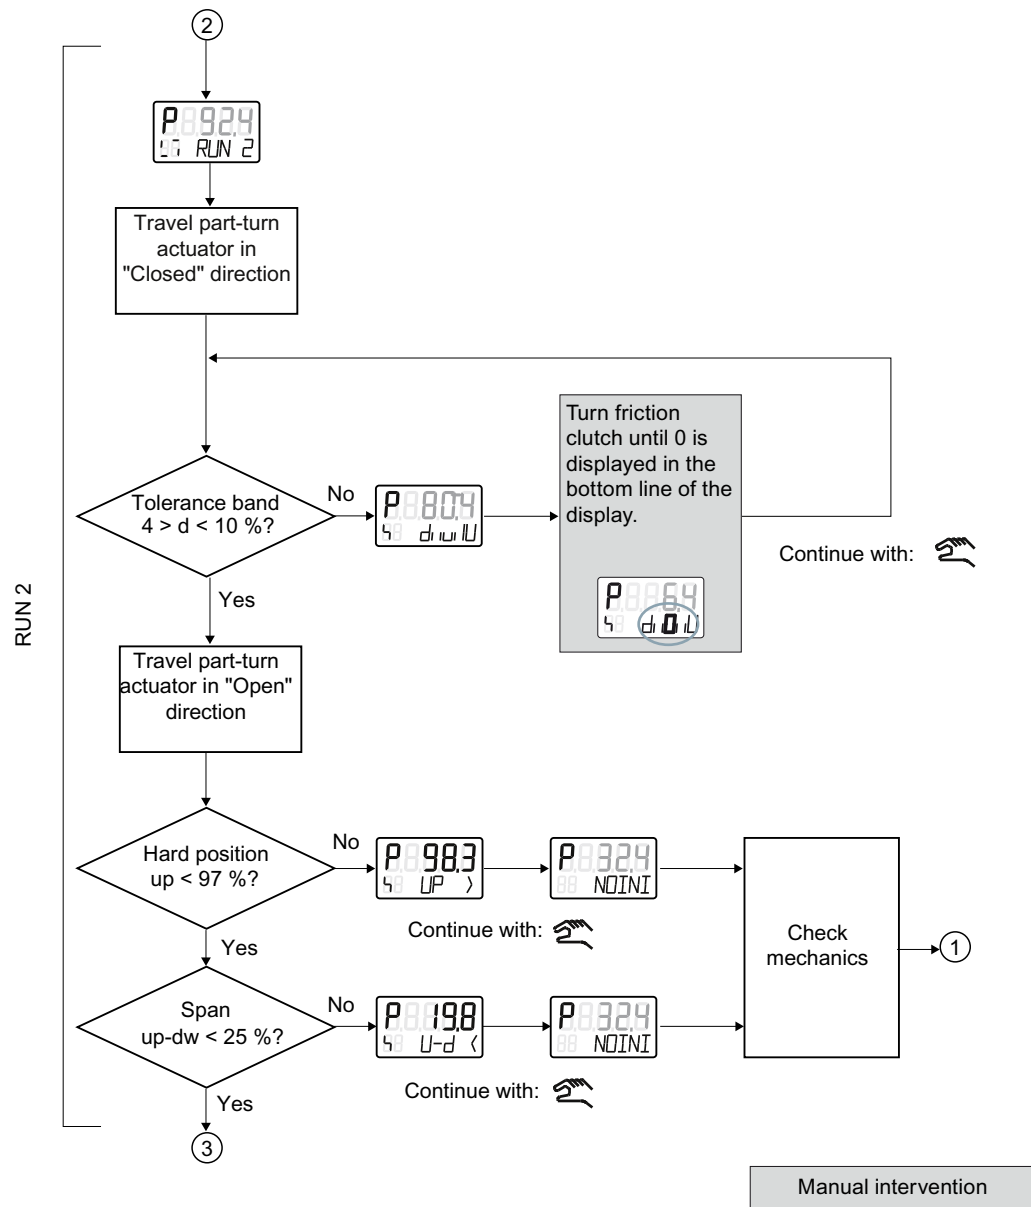 2
P 92.4
RUN 2
Travel part-turn
actuator in
"Closed" direction
Tolerance band
4 > d < 10 %?
No
P 80.4
Turn friction
clutch until 0 is
displayed in the
bottom line of the
display.
P 6.4
0
Continue with:
Yes
RUN 2
Travel part-turn
actuator in "Open"
direction
Hard position
up < 97 %?
No
P 98.3
UP >
P 32.4
NOINI
Continue with:
Check
mechanics
1
Yes
Span
up-dw < 25 %?
No
P 19.8
U-d <
P 32.4
NOINI
Continue with:
Yes
3
Manual intervention